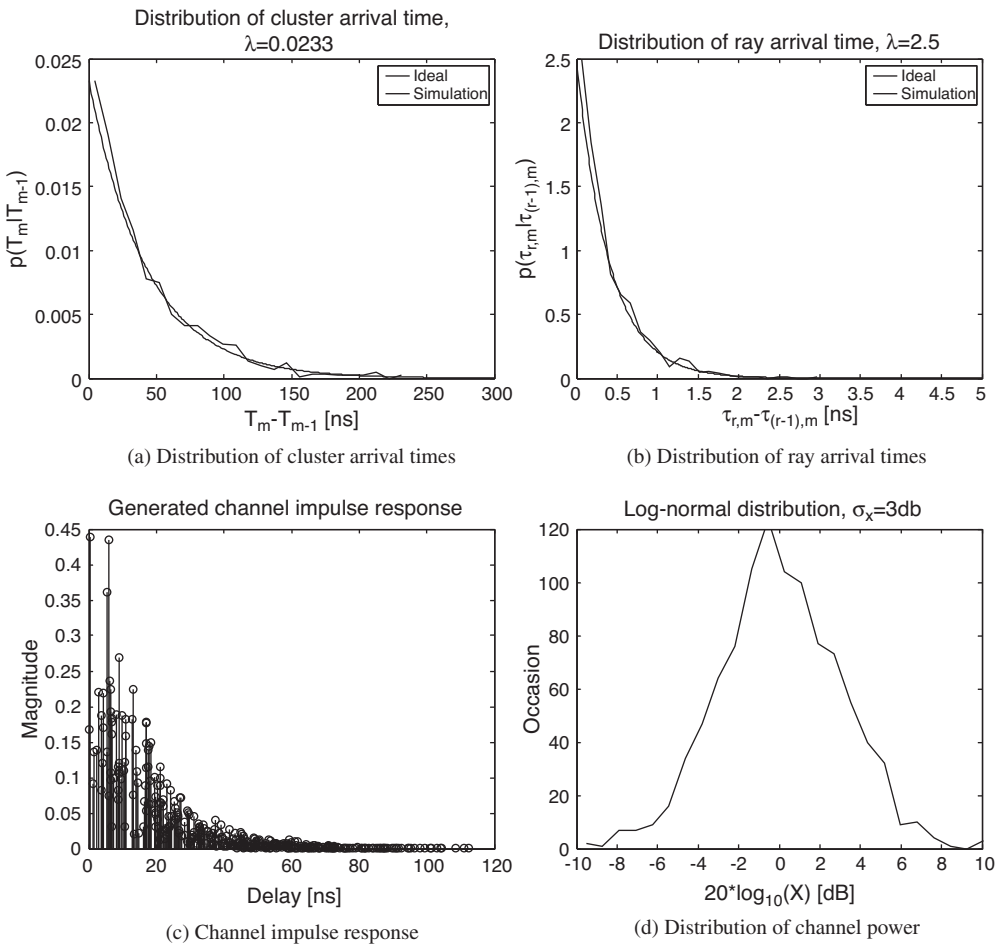 Distribution of cluster arrival time,
λ=0.0233
0.025
0.02
0.015
0.01
0.005
0
p(T_m|T_{m-1})
Ideal
Simulation
0 50 100 150 200 250 300
T_m-T_{m-1} [ns]
(a) Distribution of cluster arrival times
Distribution of ray arrival time, λ=2.5
2.5
2
1.5
1
0.5
0
p(τ_{r,m}|τ_{(r-1),m})
Ideal
Simulation
0 0.5 1 1.5 2 2.5 3 3.5 4 4.5 5
τ_{r,m}-τ_{(r-1),m} [ns]
(b) Distribution of ray arrival times
Generated channel impulse response
0.45
0.4
0.35
0.3
0.25
0.2
0.15
0.1
0.05
0
Magnitude
0 20 40 60 80 100 120
Delay [ns]
(c) Channel impulse response
Log-normal distribution, σ_x=3db
120
100
80
60
40
20
0
Occasion
-10 -8 -6 -4 -2 0 2 4 6 8 10
20*log_{10}(X) [dB]
(d) Distribution of channel power